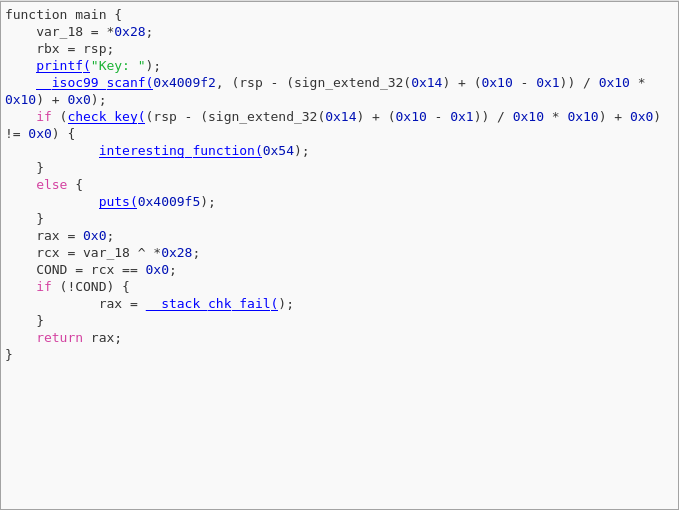 function main {
    var_18 = *0x28;
    rbx = rsp;
    printf("Key: ");
    __isoc99_scanf(0x4009f2, (rsp - (sign_extend_32(0x14) + (0x10 - 0x1)) / 0x10 *
0x10) + 0x0);
    if (check_key((rsp - (sign_extend_32(0x14) + (0x10 - 0x1)) / 0x10 * 0x10) + 0x0)
!= 0x0) {
            interesting_function(0x54);
    }
    else {
            puts(0x4009f5);
    }
    rax = 0x0;
    rcx = var_18 ^ *0x28;
    COND = rcx == 0x0;
    if (!COND) {
            rax = __stack_chk_fail();
    }
    return rax;
}